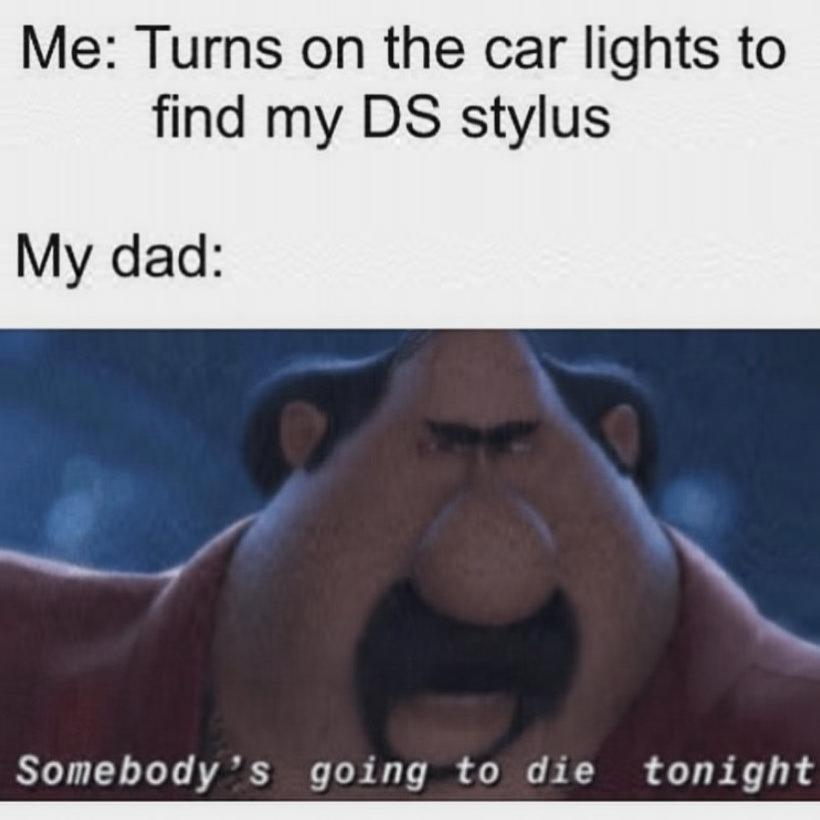 Me: Turns on the car lights to
find my DS stylus
My dad:
Somebody's going to die tonight